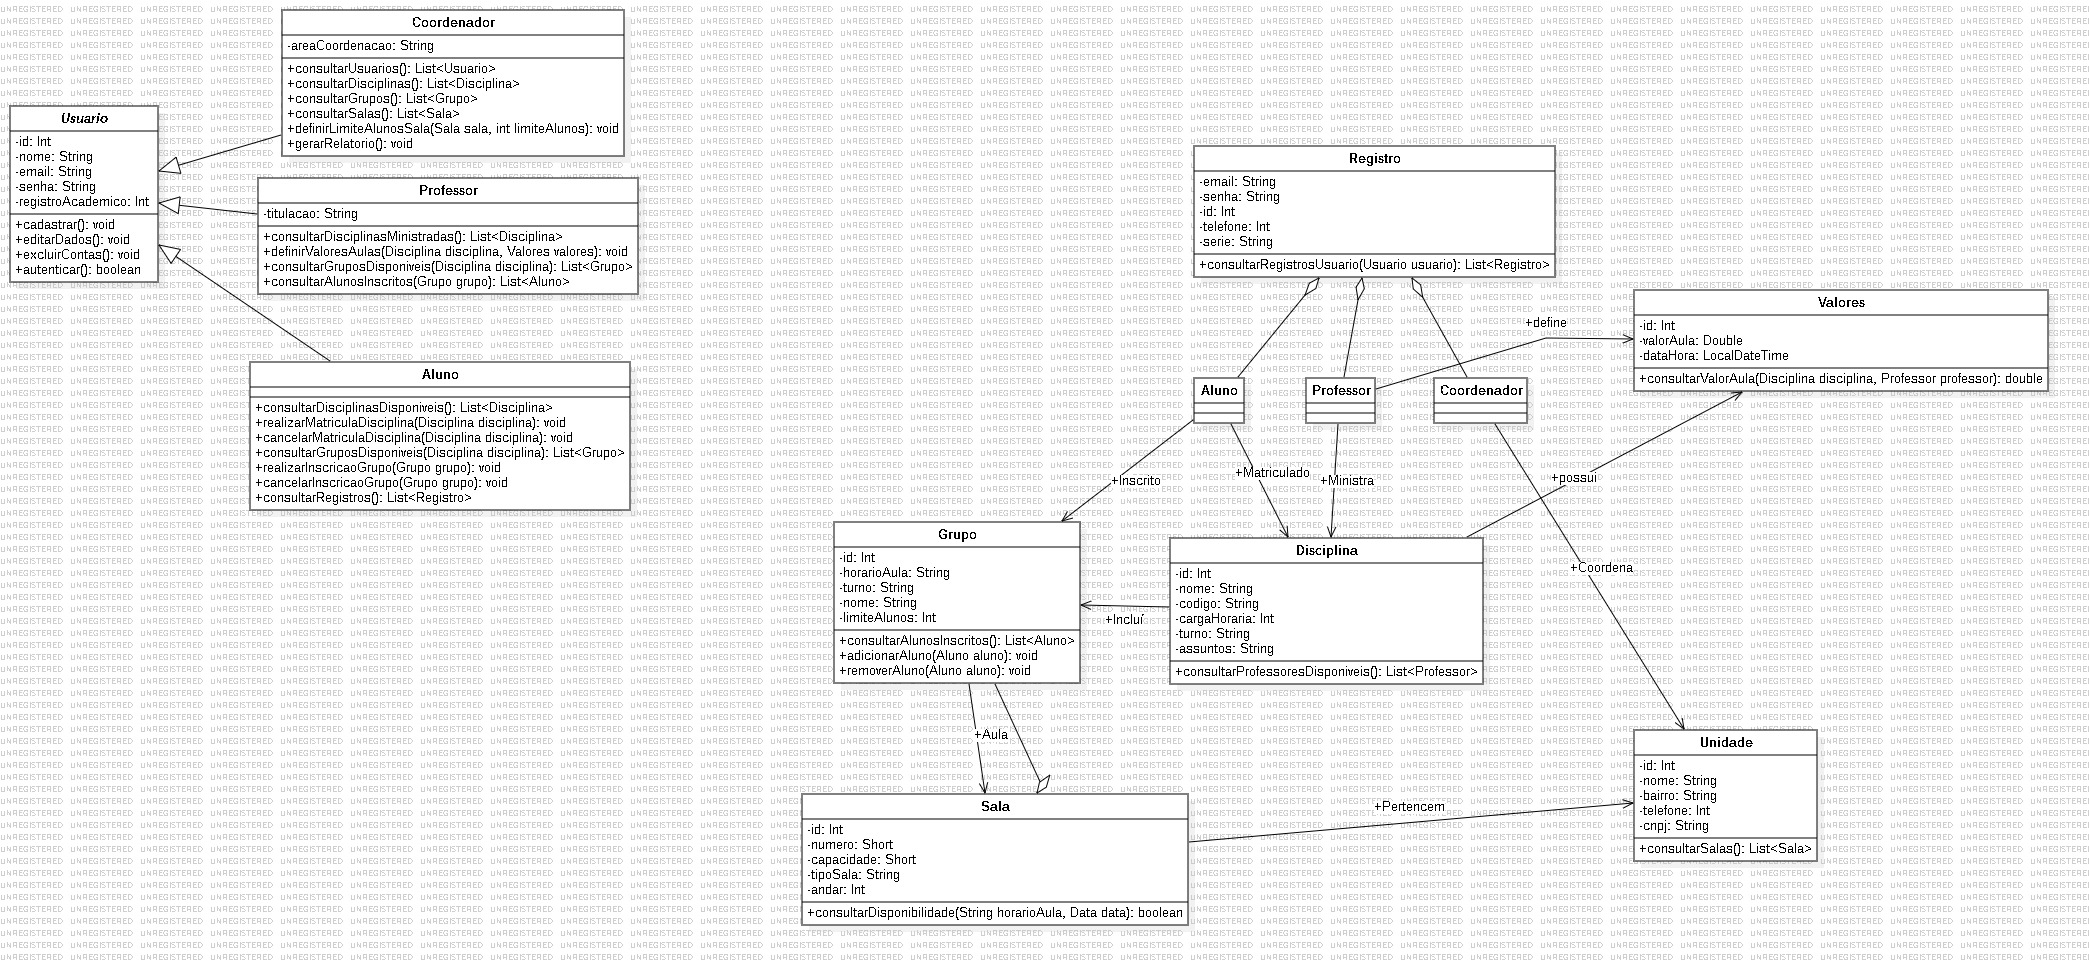 Coordenador
-areaCoordenacao: String
+consultarUsuarios(): List<Usuario>
+consultarDisciplinas(): List<Disciplina>
+consultarGrupos(): List<Grupo>
+consultarSalas(): List<Sala>
+definirLimiteAlunosSala(Sala sala, int limiteAlunos): void
+gerarRelatorio(): void
Usuario
-id: Int
-nome: String
-email: String
-senha: String
-registroAcademico: Int
+cadastrar(): void
+editarDados(): void
+excluirContas(): void
+autenticar(): boolean
Professor
-titulacao: String
+consultarDisciplinasMinistradas(): List<Disciplina>
+definirValoresAulas(Disciplina disciplina, Valores valores): void
+consultarGruposDisponiveis(Disciplina disciplina): List<Grupo>
+consultarAlunosInscritos(Grupo grupo): List<Aluno>
Aluno
+consultarDisciplinasDisponiveis(): List<Disciplina>
+realizarMatriculaDisciplina(Disciplina disciplina): void
+cancelarMatriculaDisciplina(Disciplina disciplina): void
+consultarGruposDisponiveis(Disciplina disciplina): List<Grupo>
+realizarInscricaoGrupo(Grupo grupo): void
+cancelarInscricaoGrupo(Grupo grupo): void
+consultarRegistros(): List<Registro>
Registro
-email: String
-senha: String
-id: Int
-telefone: Int
-serie: String
+consultarRegistrosUsuario(Usuario usuario): List<Registro>
Valores
-id: Int
-valorAula: Double
-dataHora: LocalDateTime
+consultarValorAula(Disciplina disciplina, Professor professor): double
+define
Aluno
Professor
Coordenador
+Inscrito
+Matriculado
+Ministra
+possui
+Coordena
Grupo
-id: Int
-horarioAula: String
-turno: String
-nome: String
-limiteAlunos: Int
+consultarAlunosInscritos(): List<Aluno>
+adicionarAluno(Aluno aluno): void
+removerAluno(Aluno aluno): void
+Incluí
Disciplina
-id: Int
-nome: String
-codigo: String
-cargaHoraria: Int
-turno: String
-assuntos: String
+consultarProfessoresDisponiveis(): List<Professor>
+Aula
Sala
-id: Int
-numero: Short
-capacidade: Short
-tipoSala: String
-andar: Int
+consultarDisponibilidade(String horarioAula, Data data): boolean
+Pertencem
Unidade
-id: Int
-nome: String
-bairro: String
-telefone: Int
-cnpj: String
+consultarSalas(): List<Sala>
UNREGISTERED